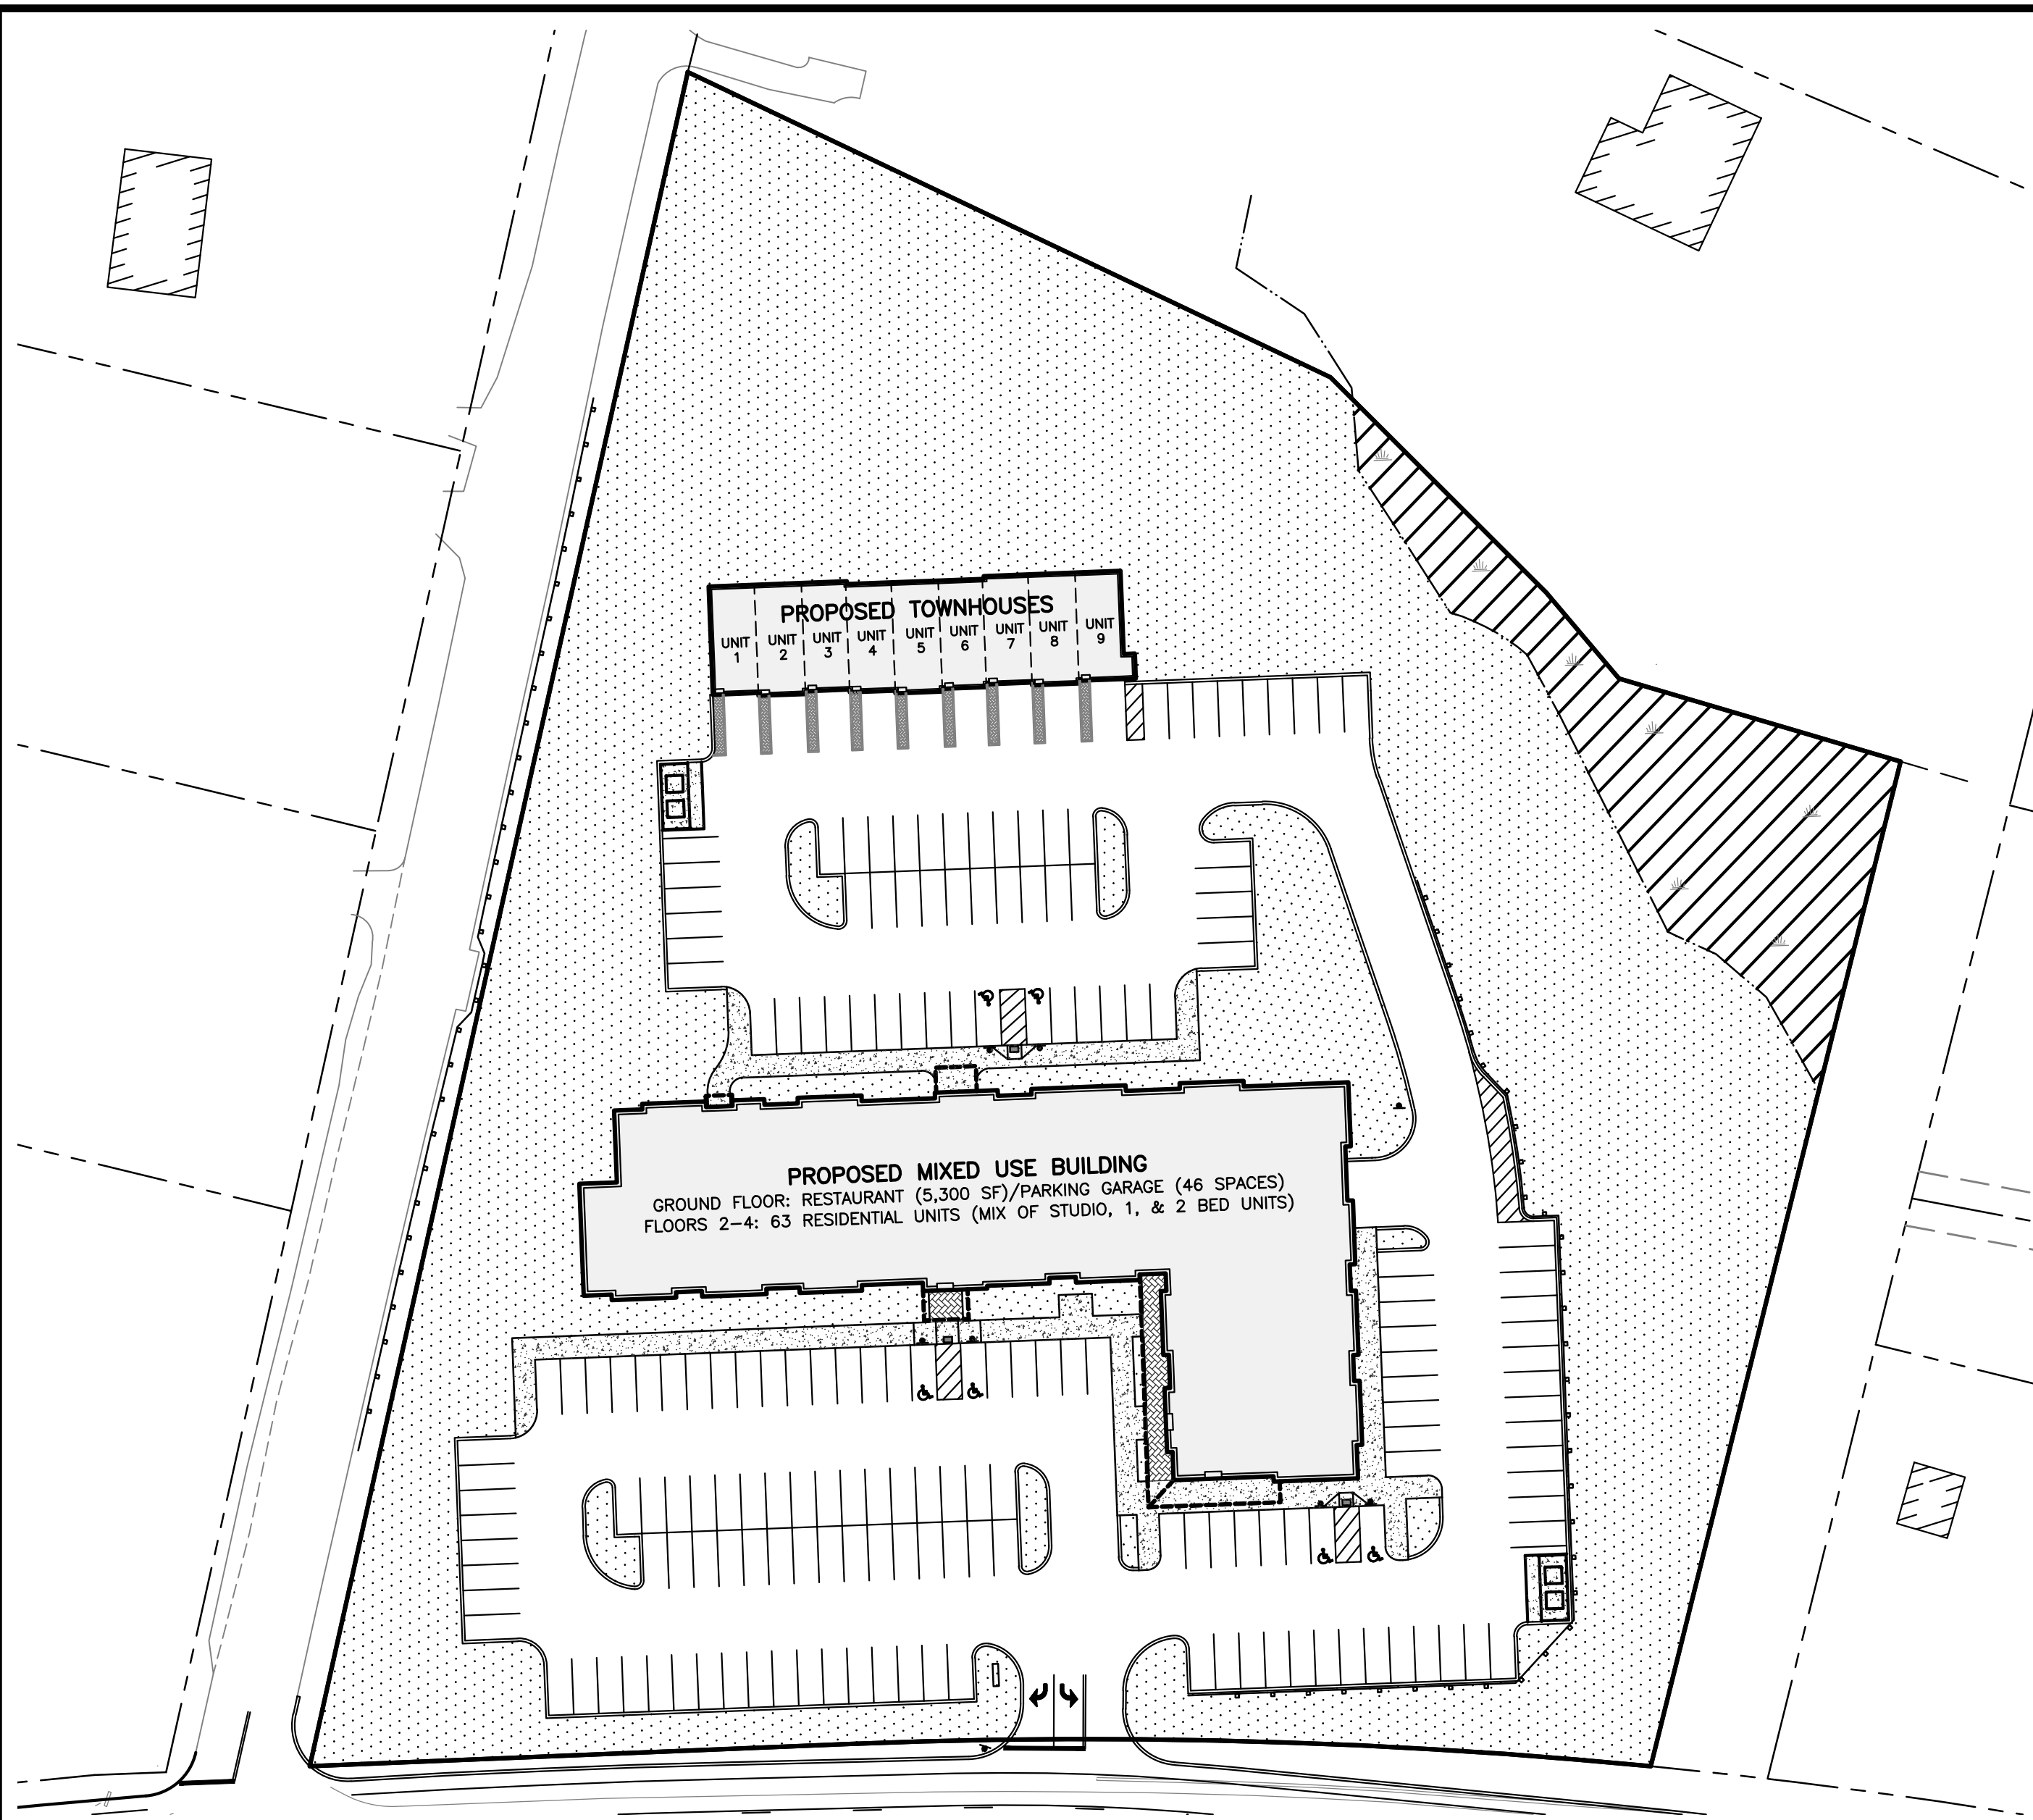 PROPOSED TOWNHOUSES
UNIT 1
UNIT 2
UNIT 3
UNIT 4
UNIT 5
UNIT 6
UNIT 7
UNIT 8
UNIT 9
PROPOSED MIXED USE BUILDING
GROUND FLOOR: RESTAURANT (5,300 SF)/PARKING GARAGE (46 SPACES)
FLOORS 2-4: 63 RESIDENTIAL UNITS (MIX OF STUDIO, 1, & 2 BED UNITS)